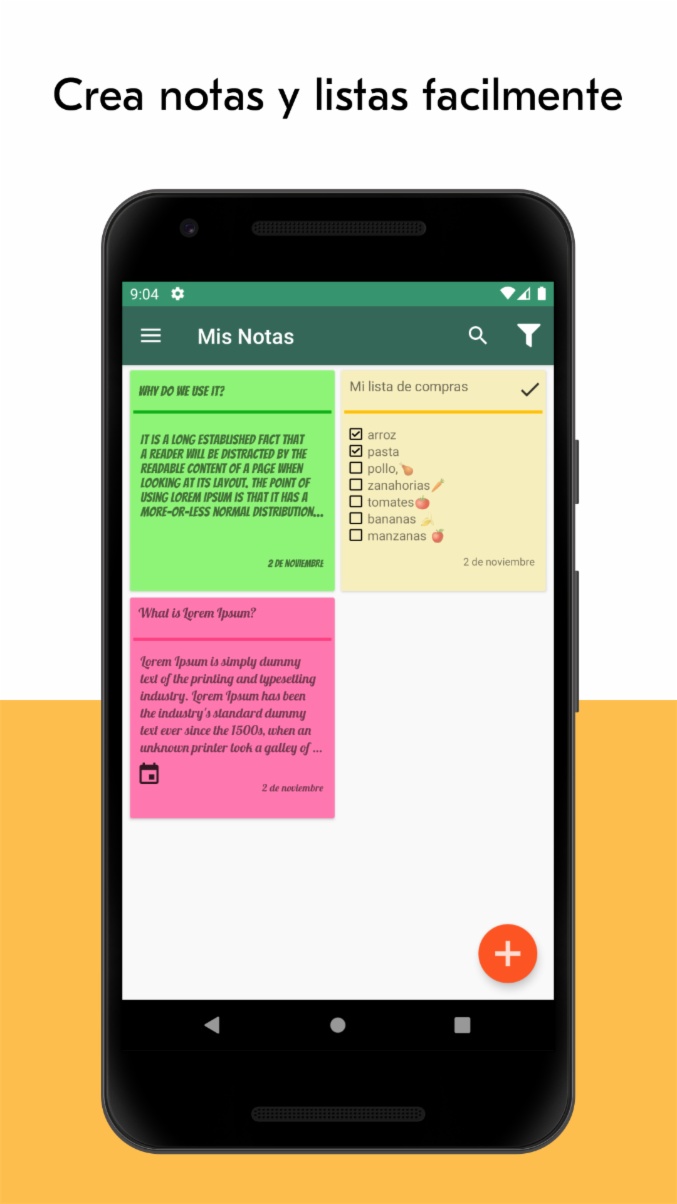 Crea notas y listas facilmente
9:04
Mis Notas
WHY DO WE USE IT?
IT IS A LONG ESTABLISHED FACT THAT
A READER WILL BE DISTRACTED BY THE
READABLE CONTENT OF A PAGE WHEN
LOOKING AT ITS LAYOUT. THE POINT OF
USING LOREM IPSUM IS THAT IT HAS A
MORE-OR-LESS NORMAL DISTRIBUTION...
2 DE NOVIEMBRE
Mi lista de compras
arroz
pasta
pollo,🍗
zanahorias🥕
tomates🍅
bananas 🍌
manzanas 🍎
2 de noviembre
What is Lorem Ipsum?
Lorem Ipsum is simply dummy
text of the printing and typesetting
industry. Lorem Ipsum has been
the industry's standard dummy
text ever since the 1500s, when an
unknown printer took a galley of ...
2 de noviembre